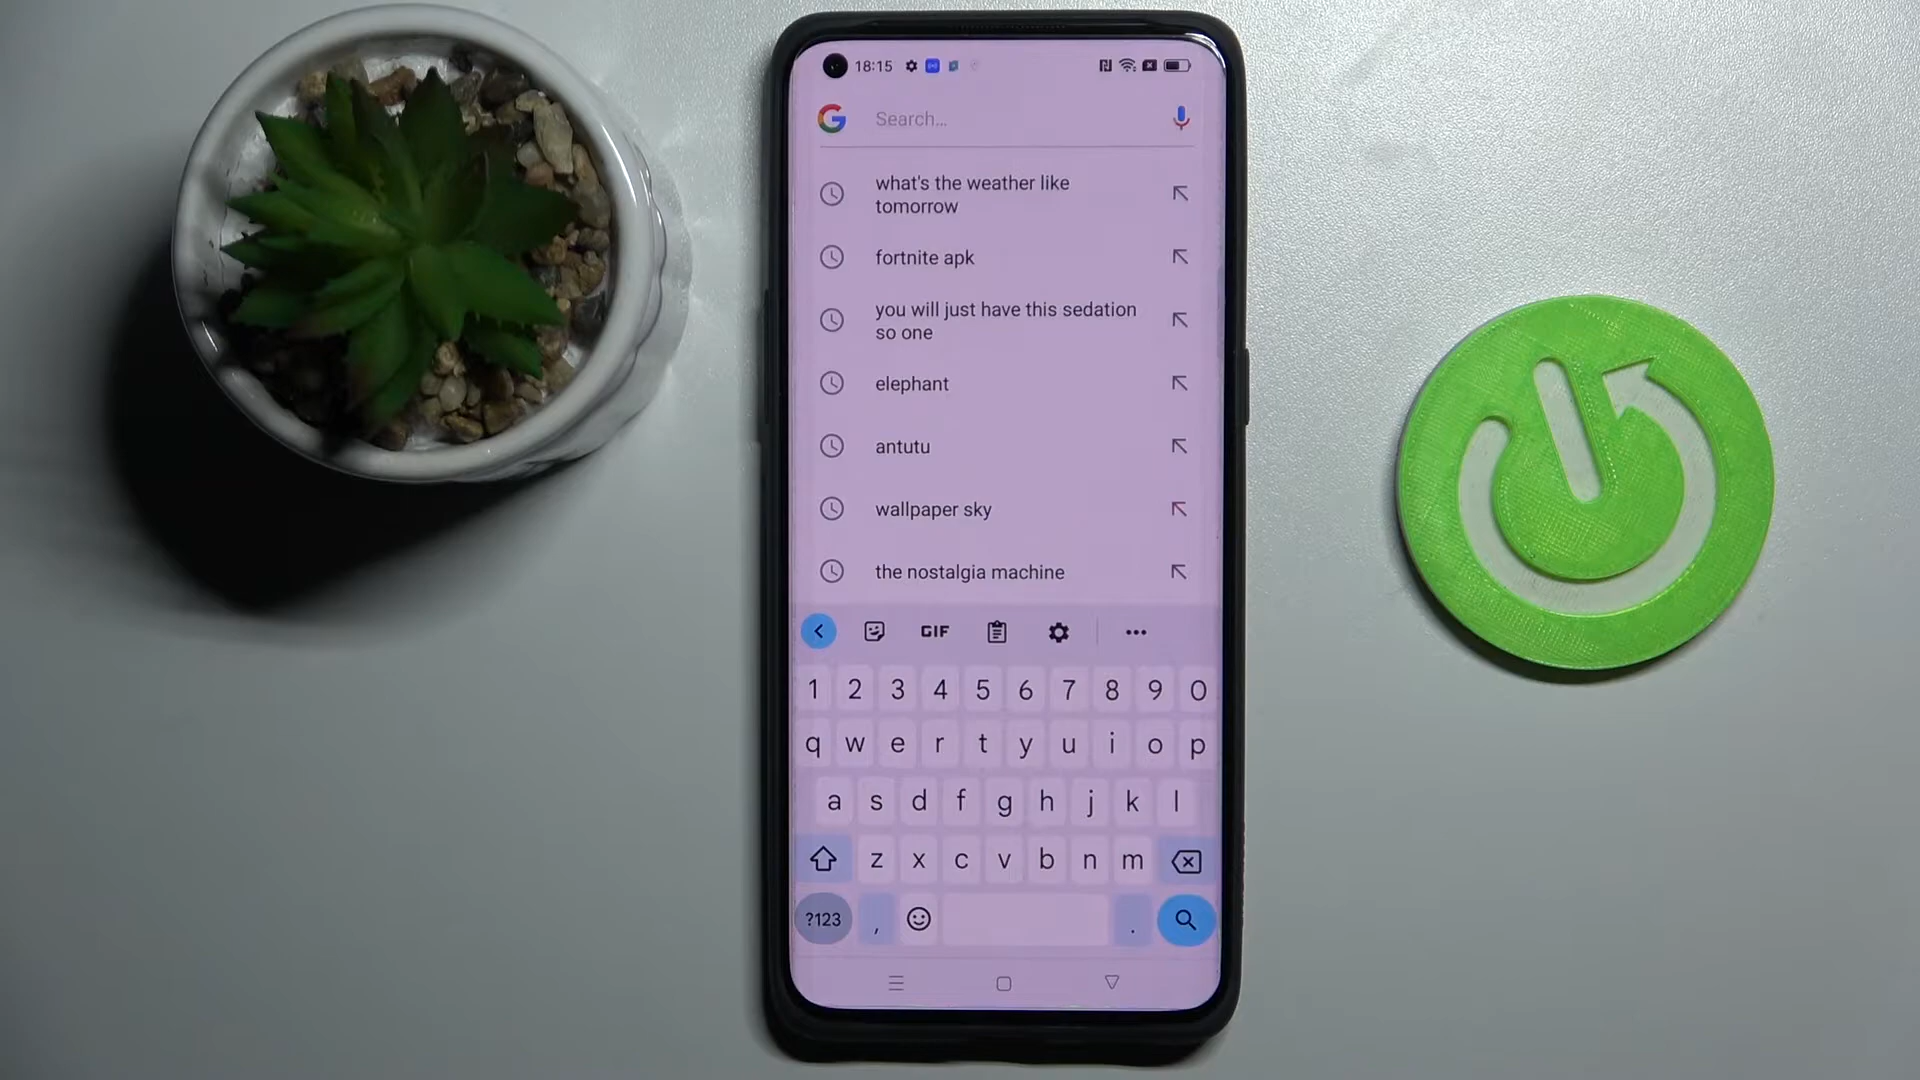 18:15
Search...
what's the weather like
tomorrow
fortnite apk
you will just have this sedation
so one
elephant
antutu
wallpaper sky
the nostalgia machine
GIF
1 2 3 4 5 6 7 8 9 0
q w e r t y u i o p
a s d f g h j k l
z x c v b n m
?123 , .